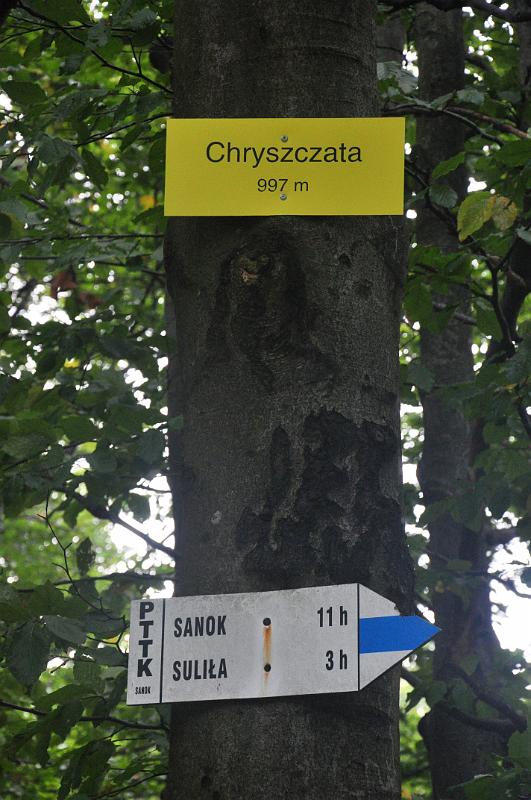 Chryszczata
997 m
PTTK
SANOK
SANOK 11 h
SULIŁA 3 h